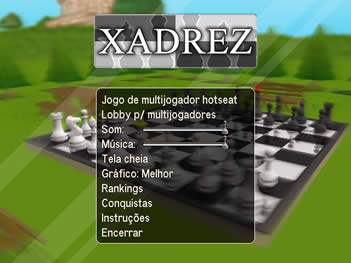 XADREZ
Jogo de multijogador hotseat
Lobby p/ multijogadores
Som:
Música:
Tela cheia
Gráfico: Melhor
Rankings
Conquistas
Instruções
Encerrar